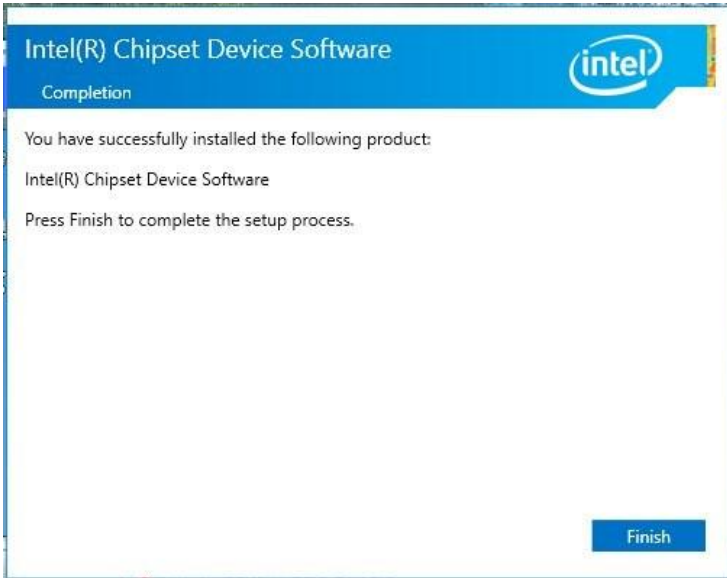 Intel(R) Chipset Device Software
intel
Completion
You have successfully installed the following product:
Intel(R) Chipset Device Software
Press Finish to complete the setup process.
Finish